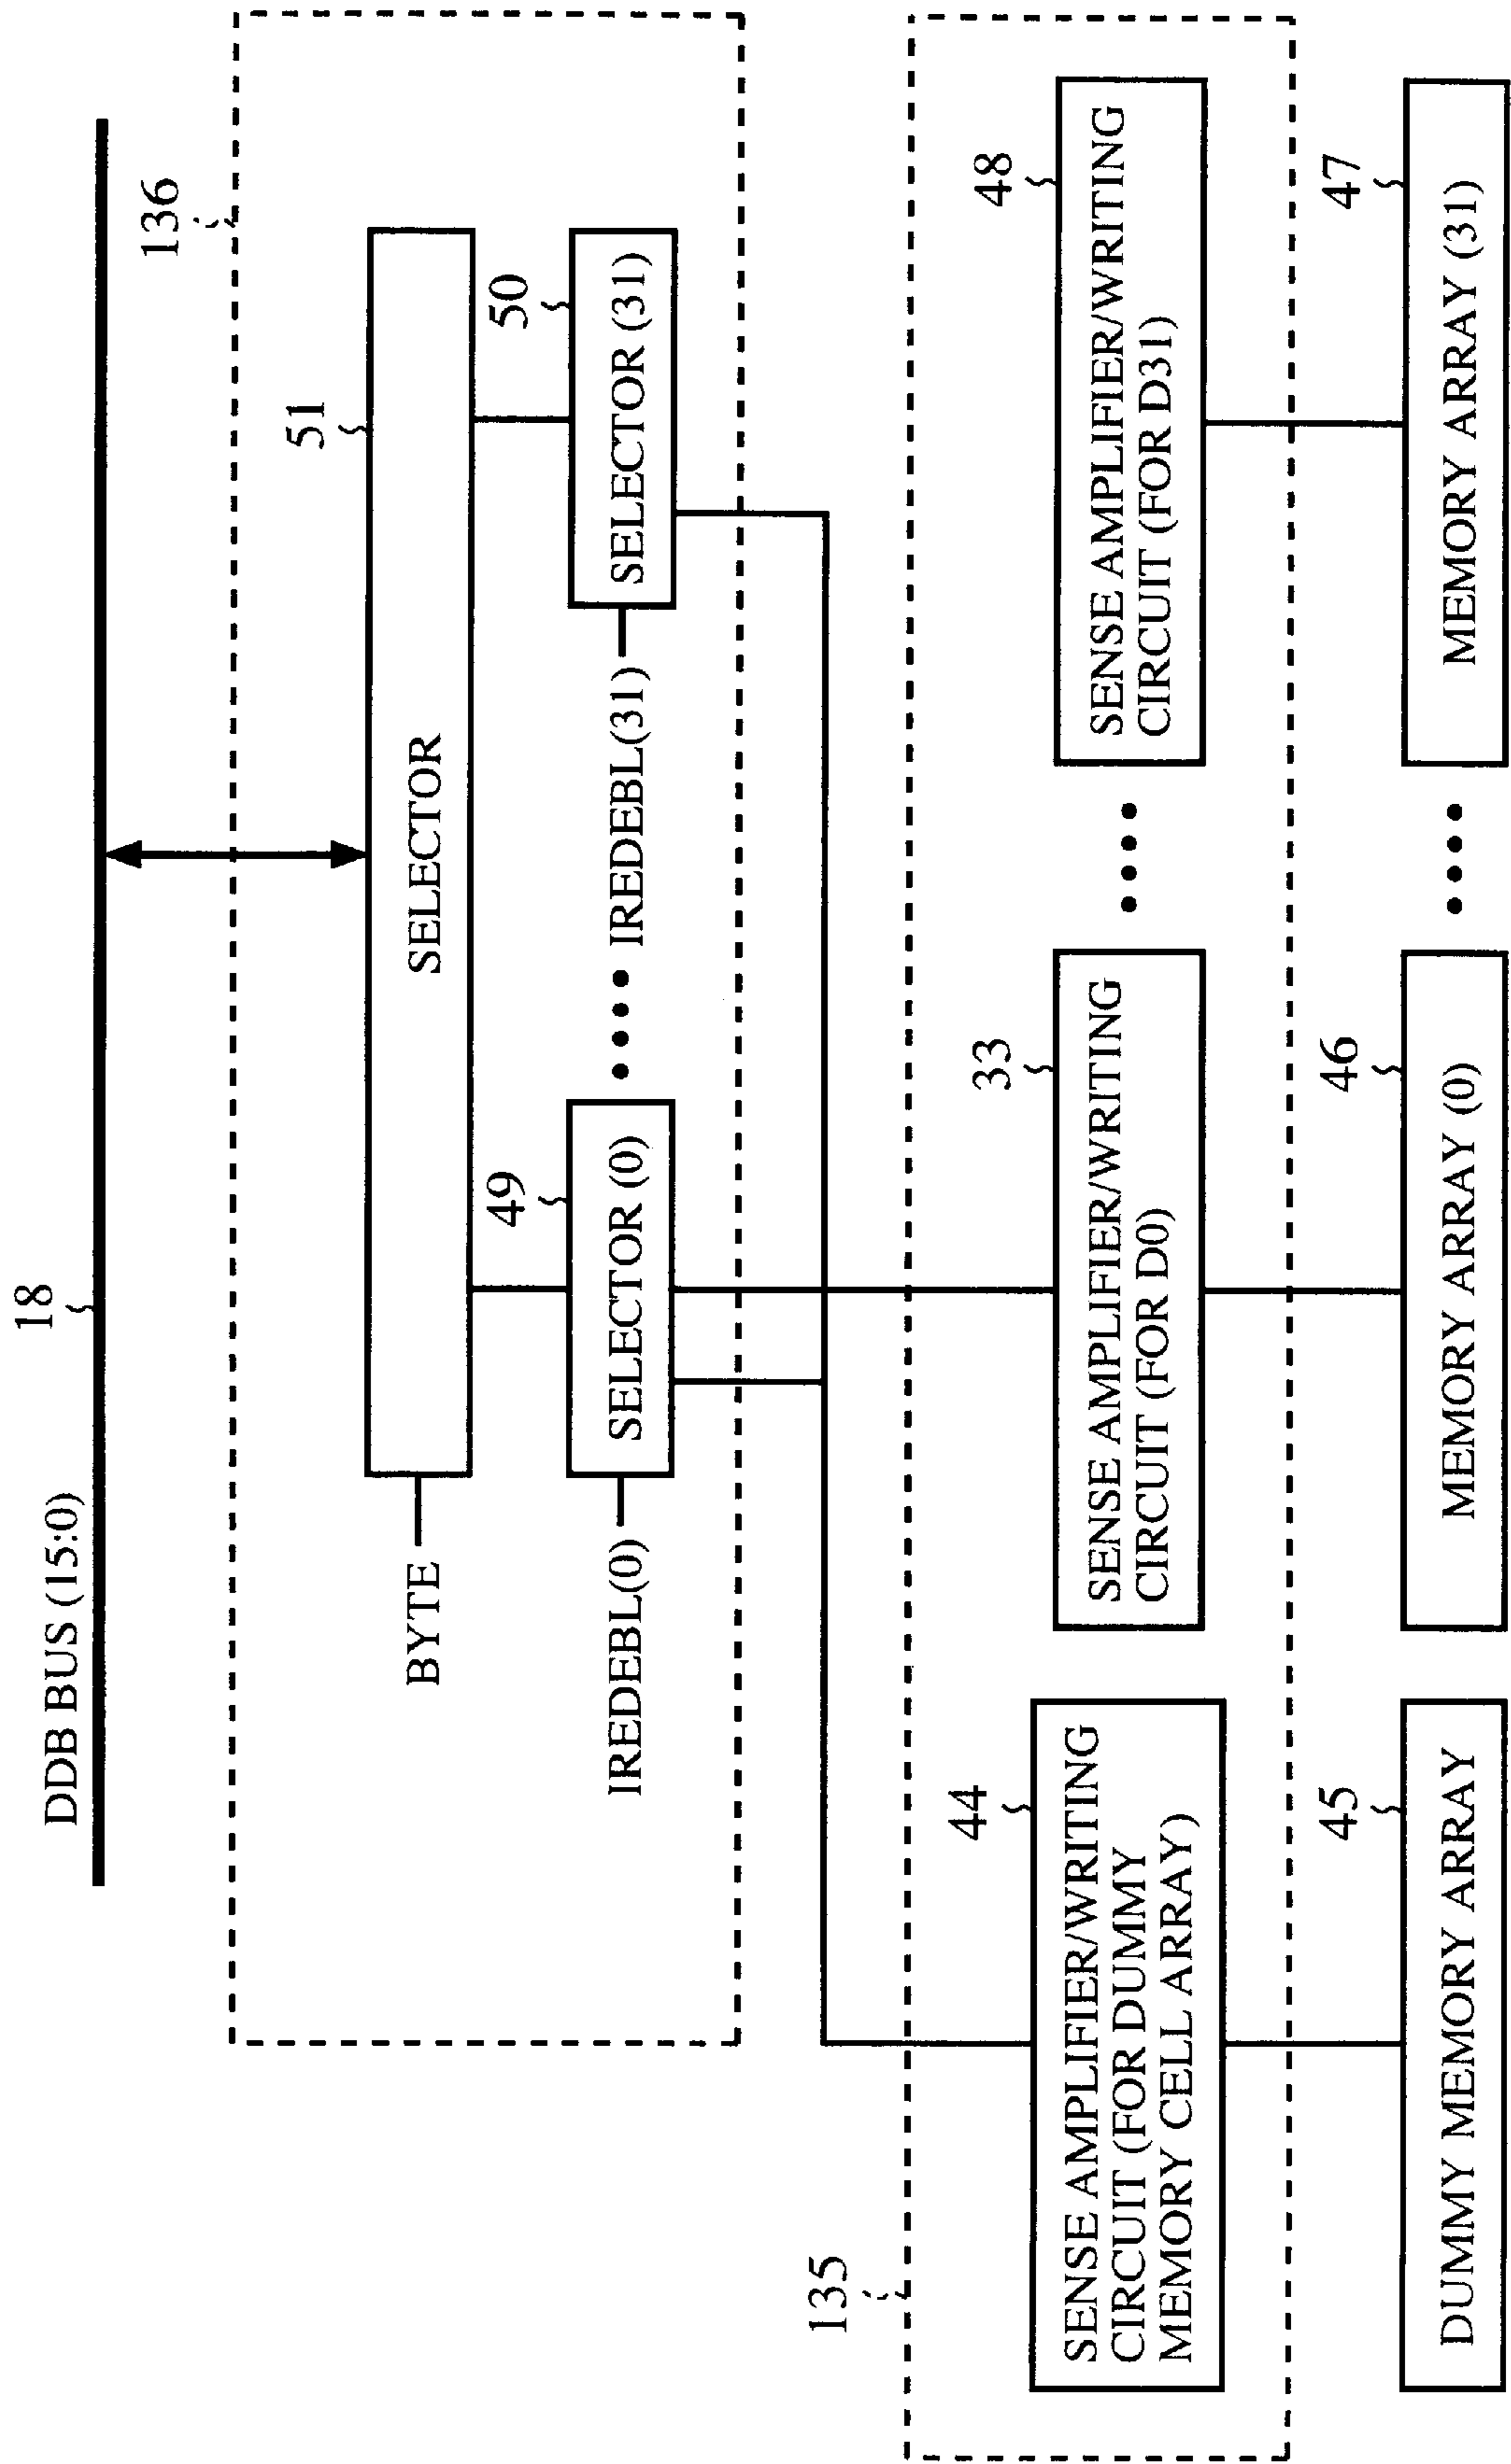 18
DDB BUS (15:0)
136
51
SELECTOR
BYTE
49
50
IREDEBL(0)
SELECTOR (0)
•••• IREDEBL(31)
SELECTOR (31)
135
44
33
48
SENSE AMPLIFIER/WRITING
CIRCUIT (FOR DUMMY
MEMORY CELL ARRAY)
SENSE AMPLIFIER/WRITING
CIRCUIT (FOR D0)
••••
SENSE AMPLIFIER/WRITING
CIRCUIT (FOR D31)
45
46
47
DUMMY MEMORY ARRAY
MEMORY ARRAY (0)
••••
MEMORY ARRAY (31)